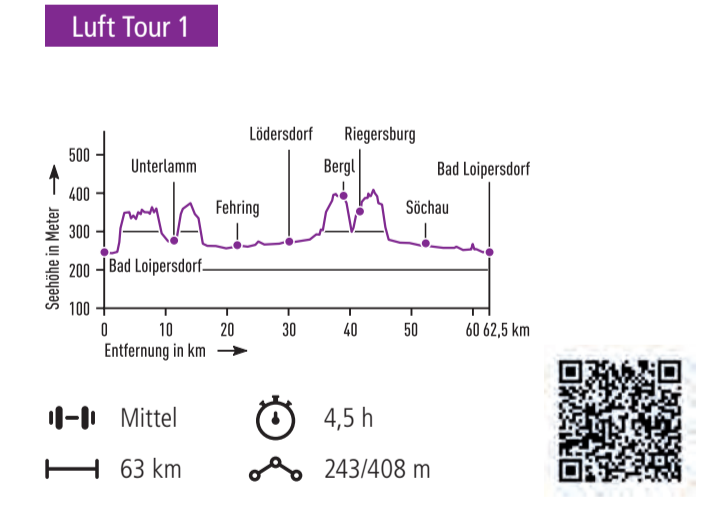 Luft Tour 1
Lödersdorf
Riegersburg
Unterlamm
Bergl
Bad Loipersdorf
Fehring
Söchau
Bad Loipersdorf
Seehöhe in Meter
500
400
300
200
100
0 10 20 30 40 50 60 62,5 km
Entfernung in km
Mittel
4,5 h
63 km
243/408 m